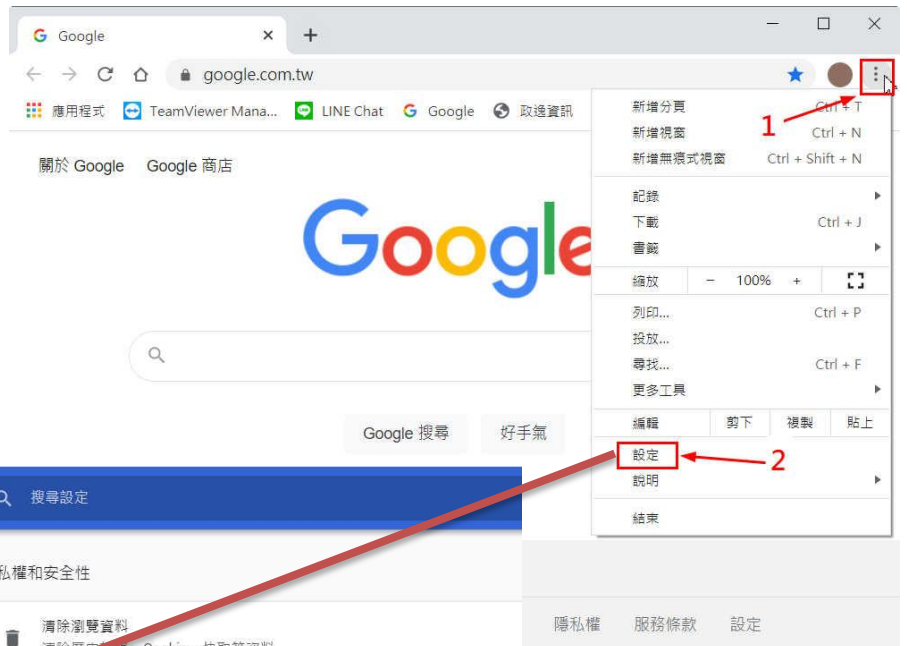 Google
google.com.tw
應用程式 TeamViewer Mana... LINE Chat Google 政逸資訊
關於 Google Google 商店
Google
Google 搜尋 好手氣
1
新增分頁 Ctrl + T
新增視窗 Ctrl + N
新增無痕式視窗 Ctrl + Shift + N
記錄
下載 Ctrl + J
書籤
縮放 - 100% +
列印... Ctrl + P
投放...
尋找... Ctrl + F
更多工具
編輯 剪下 複製 貼上
設定
2
說明
結束
搜尋設定
私權和安全性
清除瀏覽資料
隱私權 服務條款 設定